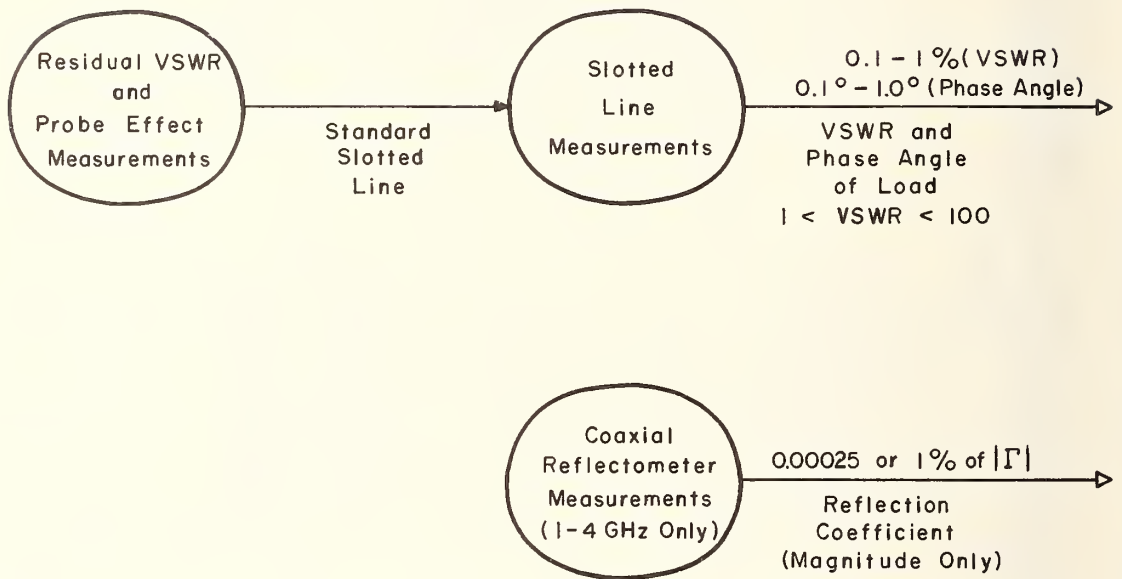 Residual VSWR
and
Probe Effect
Measurements
Standard
Slotted
Line
Slotted
Line
Measurements
0.1 - 1% (VSWR)
0.1° - 1.0° (Phase Angle)
VSWR and
Phase Angle
of Load
1 < VSWR < 100
Coaxial
Reflectometer
Measurements
(1-4 GHz Only)
0.00025 or 1% of |Γ|
Reflection
Coefficient
(Magnitude Only)